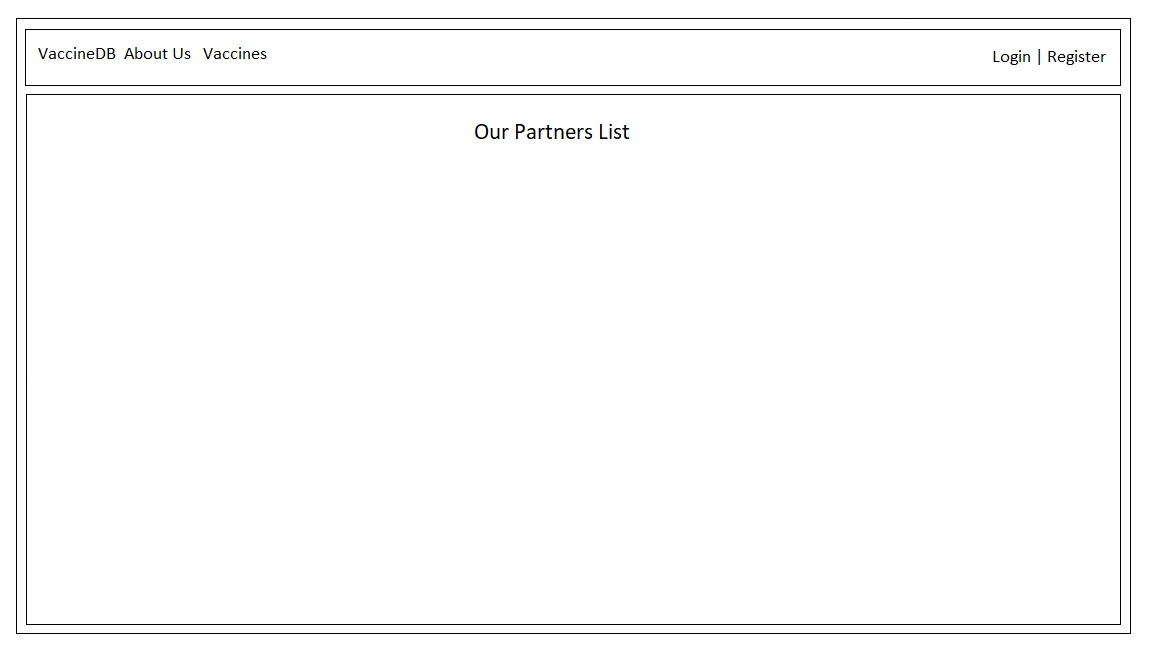 VaccineDB About Us Vaccines Login | Register
Our Partners List